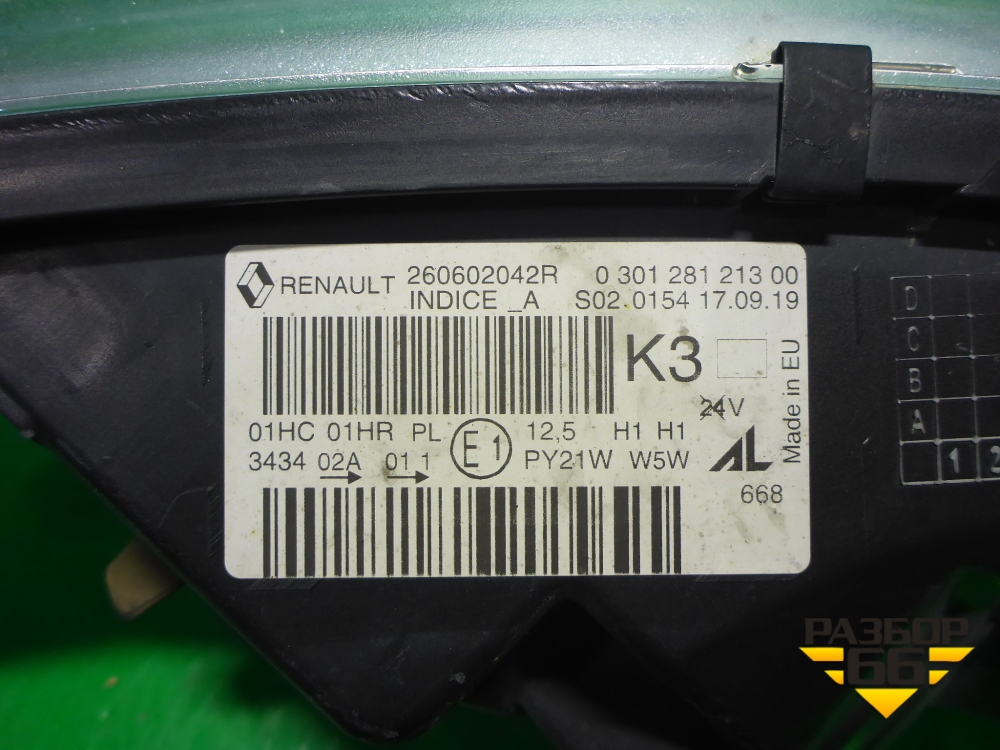 RENAULT 260602042R 0 301 281 213 00
INDICE _A S02 0154 17.09.19
K3
24V
Made in EU
01HC 01HR PL E1 12,5 H1 H1
3434 02A 01 1 PY21W W5W AL
668
D
C
B
A
1 2
РАЗБОР
66